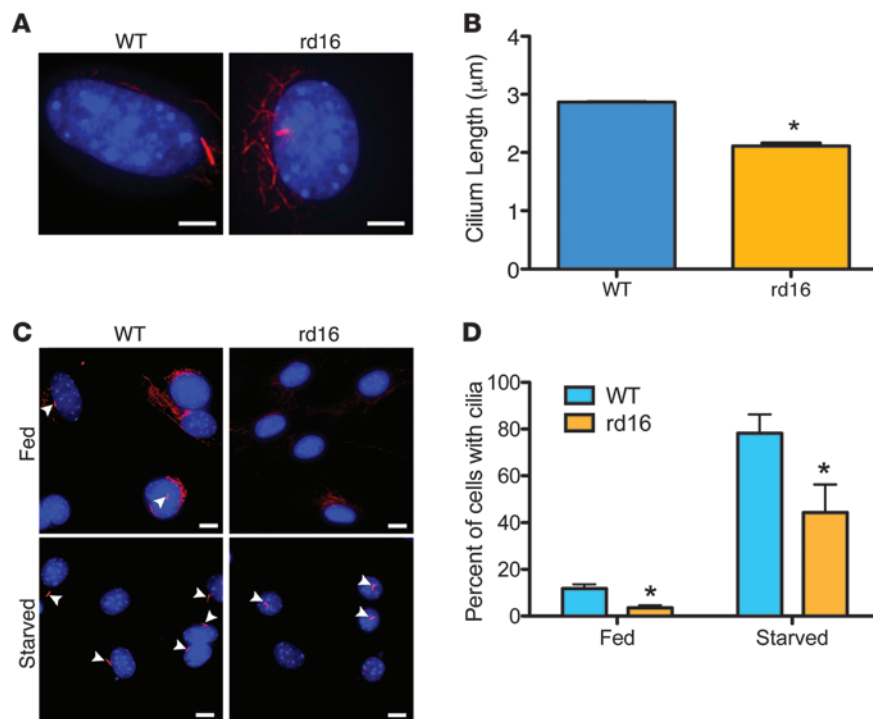 A
WT
rd16
B
4
3
2
1
0
Cilium Length (µm)
*
WT
rd16
C
WT
rd16
Fed
Starved
D
100
80
60
40
20
0
Percent of cells with cilia
WT
rd16
*
*
Fed
Starved